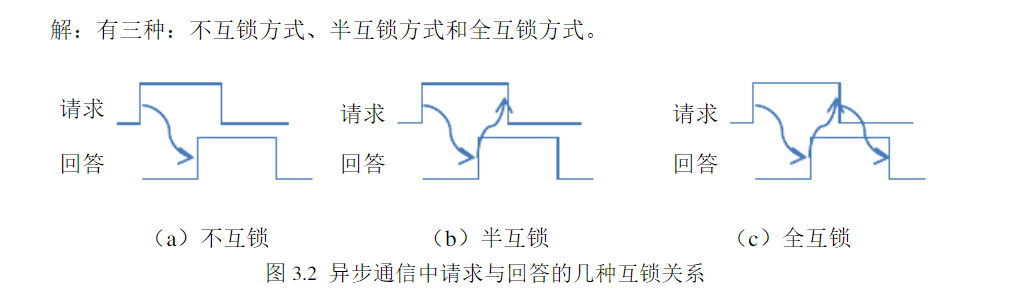 解：有三种：不互锁方式、半互锁方式和全互锁方式。
请求 请求 请求
回答 回答 回答
（a）不互锁 （b）半互锁 （c）全互锁
图 3.2 异步通信中请求与回答的几种互锁关系